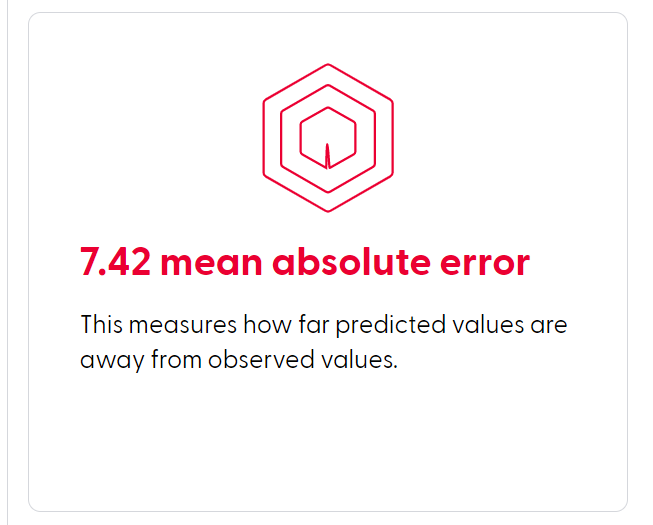 7.42 mean absolute error
This measures how far predicted values are
away from observed values.